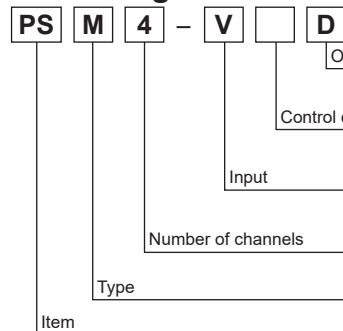 PS M 4 – V D
Control
Input
Number of channels
Type
Item